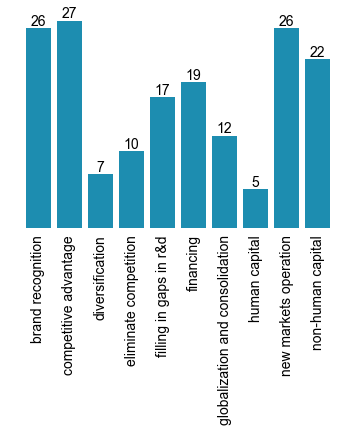 26
27
7
10
17
19
12
5
26
22
brand recognition
competitive advantage
diversification
eliminate competition
filling in gaps in r&d
financing
globalization and consolidation
human capital
new markets operation
non-human capital